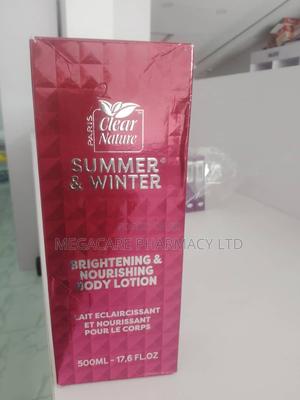 PARIS
Clear
Nature
SUMMER®
& WINTER
MEGACARE PHARMACY LTD
BRIGHTENING &
NOURISHING
BODY LOTION
LAIT ECLAIRCISSANT
ET NOURISSANT
POUR LE CORPS
500ML - 17,6 FL.OZ